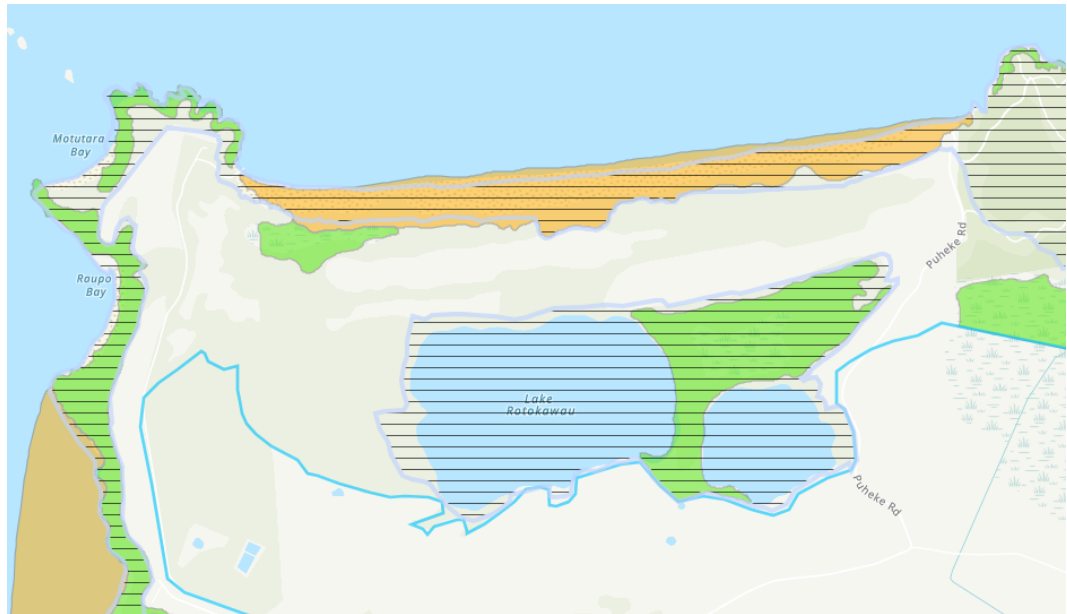 Motutara
Bay
Puheke Rd
Raupo
Bay
Lake
Rotokawau
Puheke Rd